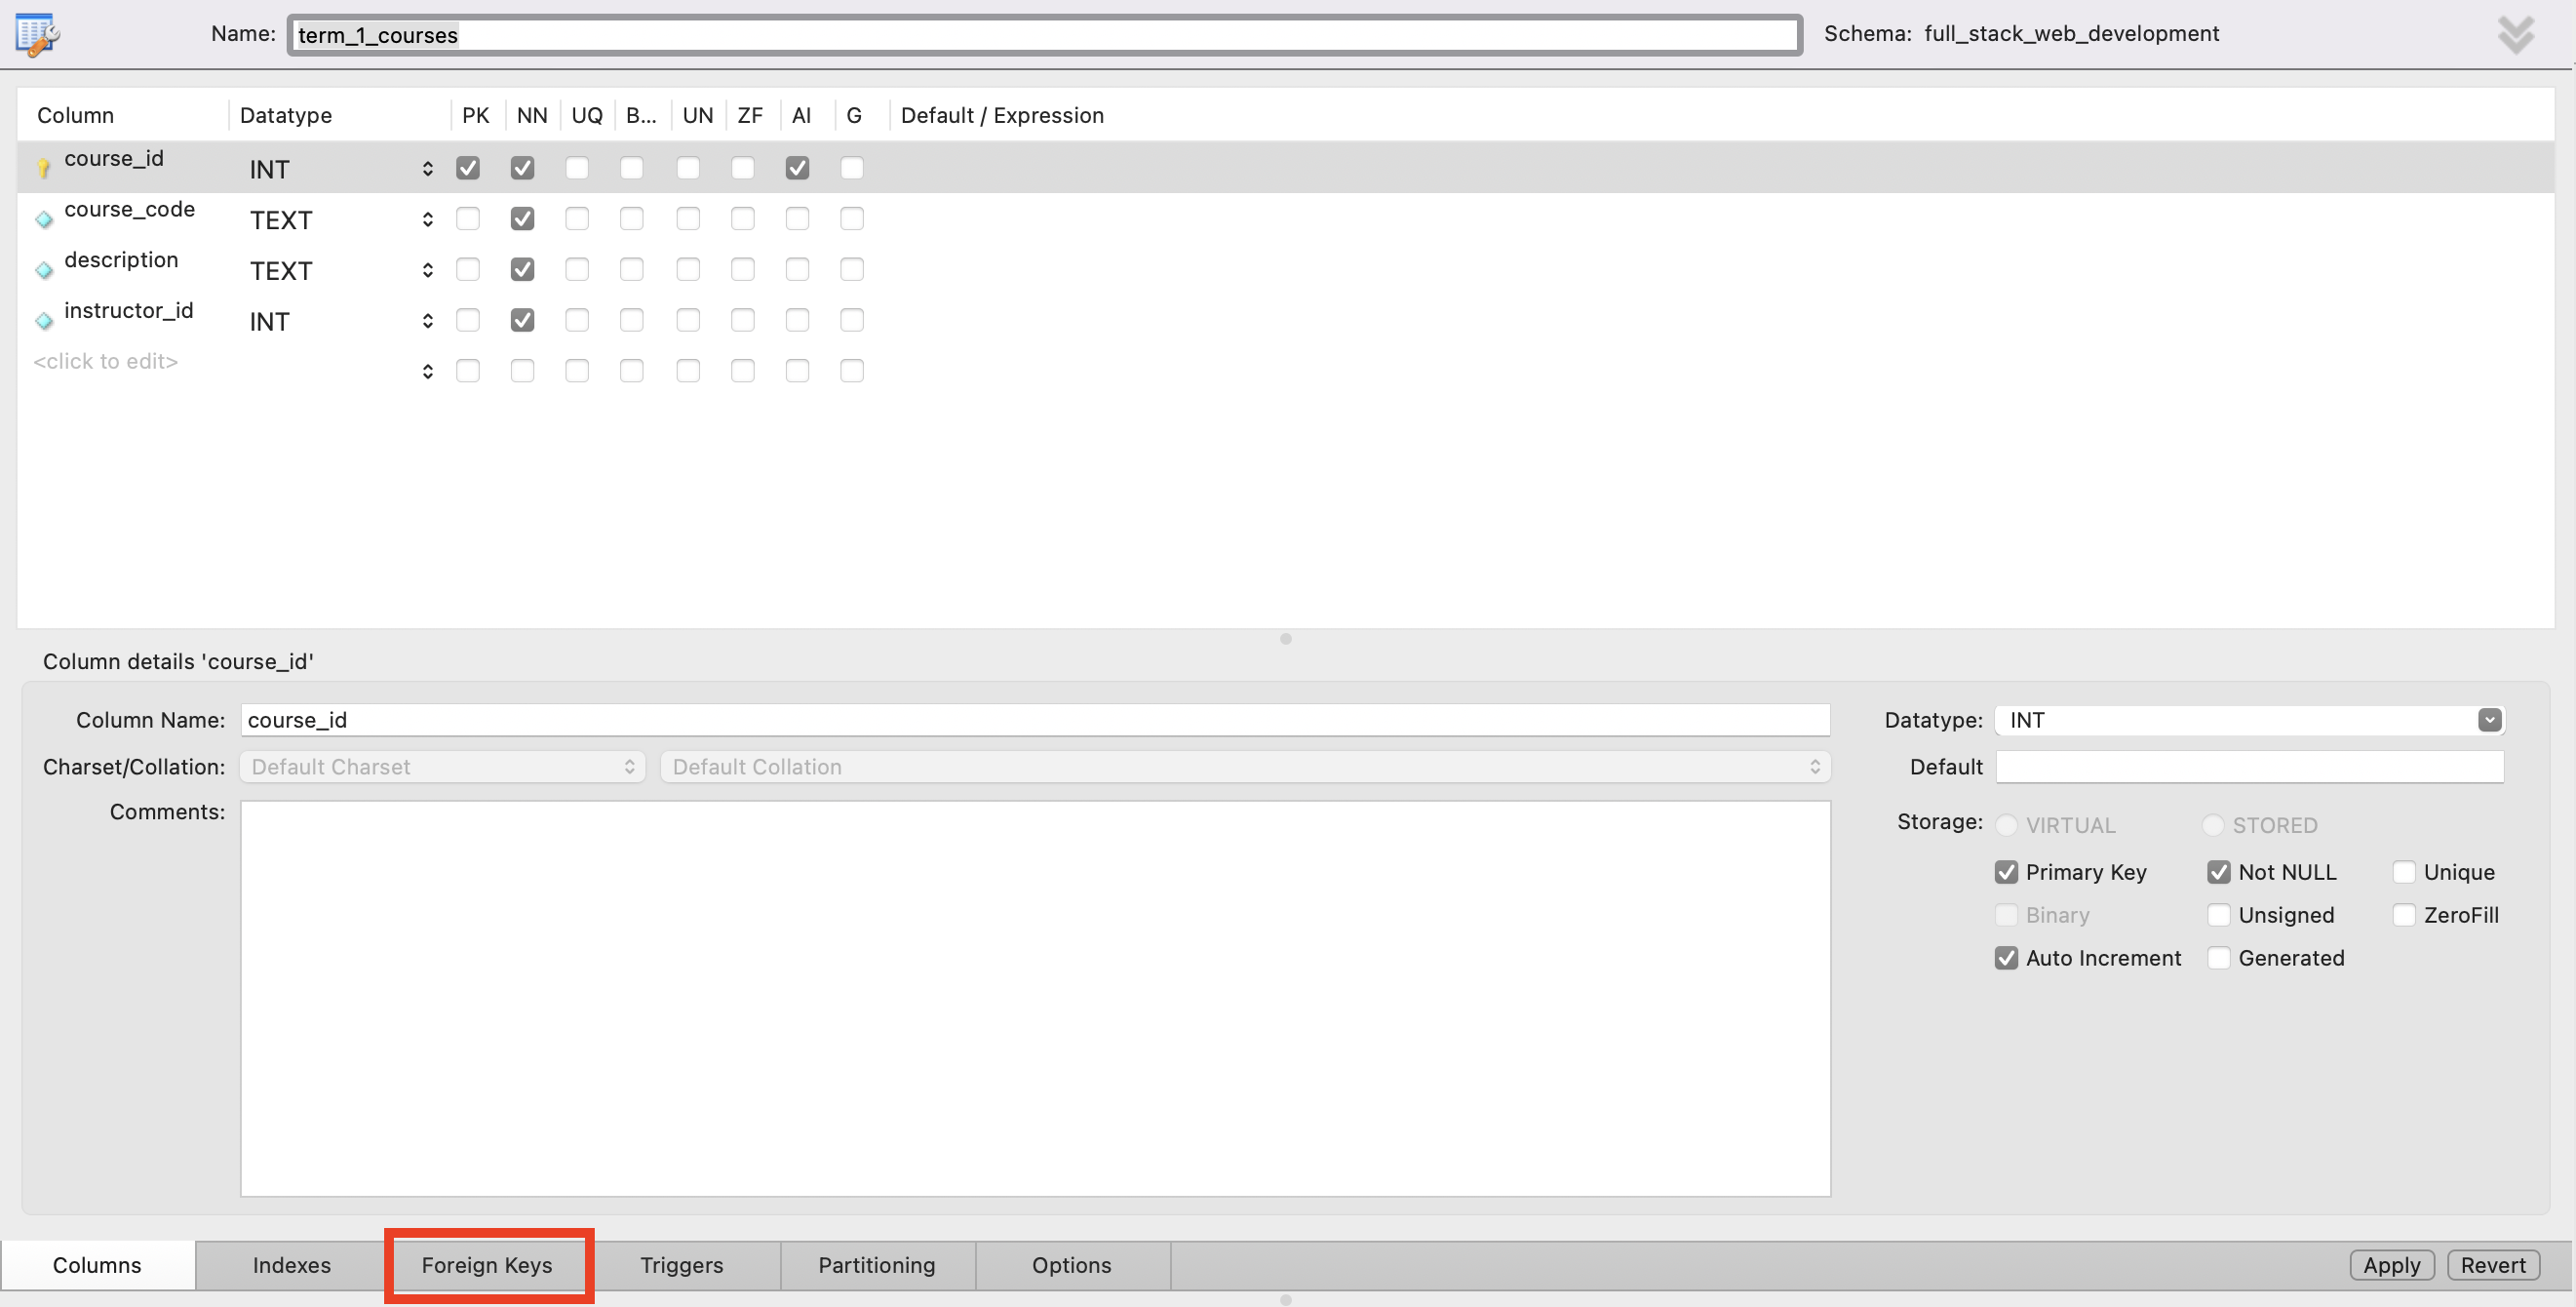 Name: term_1_courses Schema: full_stack_web_development
Column Datatype PK NN UQ B... UN ZF AI G Default / Expression
course_id INT
course_code TEXT
description TEXT
instructor_id INT
<click to edit>
Column details 'course_id'
Column Name: course_id Datatype: INT
Charset/Collation: Default Charset Default Collation Default
Comments: Storage: VIRTUAL STORED
Primary Key Not NULL Unique
Binary Unsigned ZeroFill
Auto Increment Generated
Columns Indexes Foreign Keys Triggers Partitioning Options Apply Revert